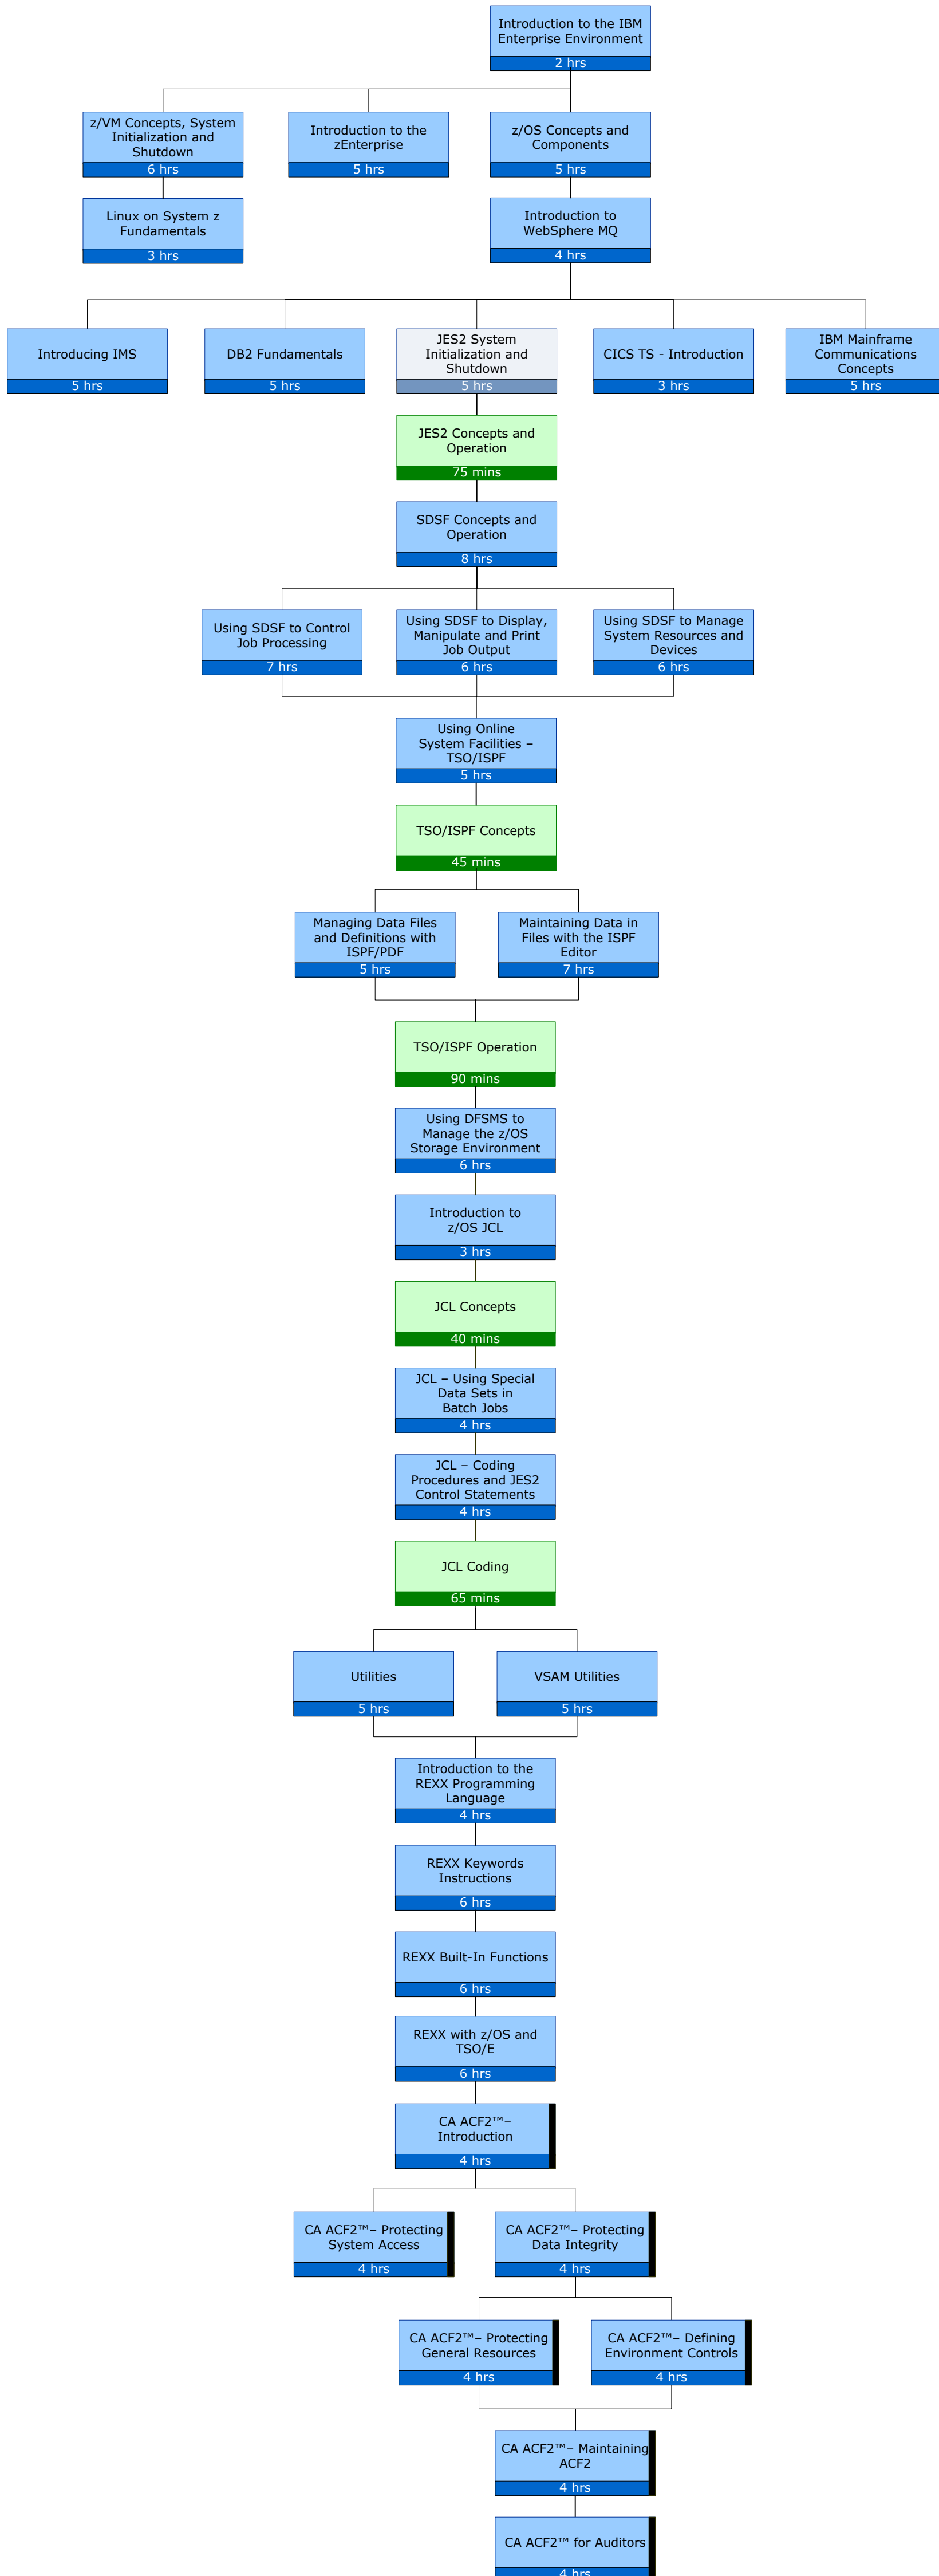 Introduction to the IBM
Enterprise Environment
2 hrs
z/VM Concepts, System
Initialization and
Shutdown
6 hrs
Introduction to the
zEnterprise
5 hrs
z/OS Concepts and
Components
5 hrs
Linux on System z
Fundamentals
3 hrs
Introduction to
WebSphere MQ
4 hrs
Introducing IMS
5 hrs
DB2 Fundamentals
5 hrs
JES2 System
Initialization and
Shutdown
5 hrs
CICS TS - Introduction
3 hrs
IBM Mainframe
Communications
Concepts
5 hrs
JES2 Concepts and
Operation
75 mins
SDSF Concepts and
Operation
8 hrs
Using SDSF to Control
Job Processing
7 hrs
Using SDSF to Display,
Manipulate and Print
Job Output
6 hrs
Using SDSF to Manage
System Resources and
Devices
6 hrs
Using Online
System Facilities –
TSO/ISPF
5 hrs
TSO/ISPF Concepts
45 mins
Managing Data Files
and Definitions with
ISPF/PDF
5 hrs
Maintaining Data in
Files with the ISPF
Editor
7 hrs
TSO/ISPF Operation
90 mins
Using DFSMS to
Manage the z/OS
Storage Environment
6 hrs
Introduction to
z/OS JCL
3 hrs
JCL Concepts
40 mins
JCL – Using Special
Data Sets in
Batch Jobs
4 hrs
JCL – Coding
Procedures and JES2
Control Statements
4 hrs
JCL Coding
65 mins
Utilities
5 hrs
VSAM Utilities
5 hrs
Introduction to the
REXX Programming
Language
4 hrs
REXX Keywords
Instructions
6 hrs
REXX Built-In Functions
6 hrs
REXX with z/OS and
TSO/E
6 hrs
CA ACF2™–
Introduction
4 hrs
CA ACF2™– Protecting
System Access
4 hrs
CA ACF2™– Protecting
Data Integrity
4 hrs
CA ACF2™– Protecting
General Resources
4 hrs
CA ACF2™– Defining
Environment Controls
4 hrs
CA ACF2™– Maintaining
ACF2
4 hrs
CA ACF2™ for Auditors
4 hrs